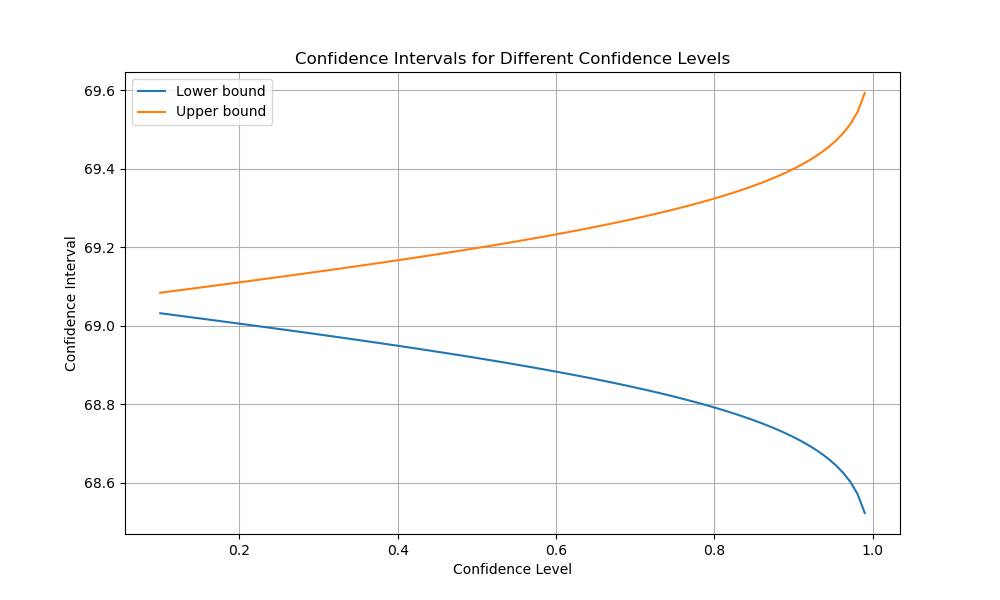 Confidence Intervals for Different Confidence Levels
Lower bound
Upper bound
69.6
69.4
69.2
69.0
68.8
68.6
Confidence Interval
0.2 0.4 0.6 0.8 1.0
Confidence Level